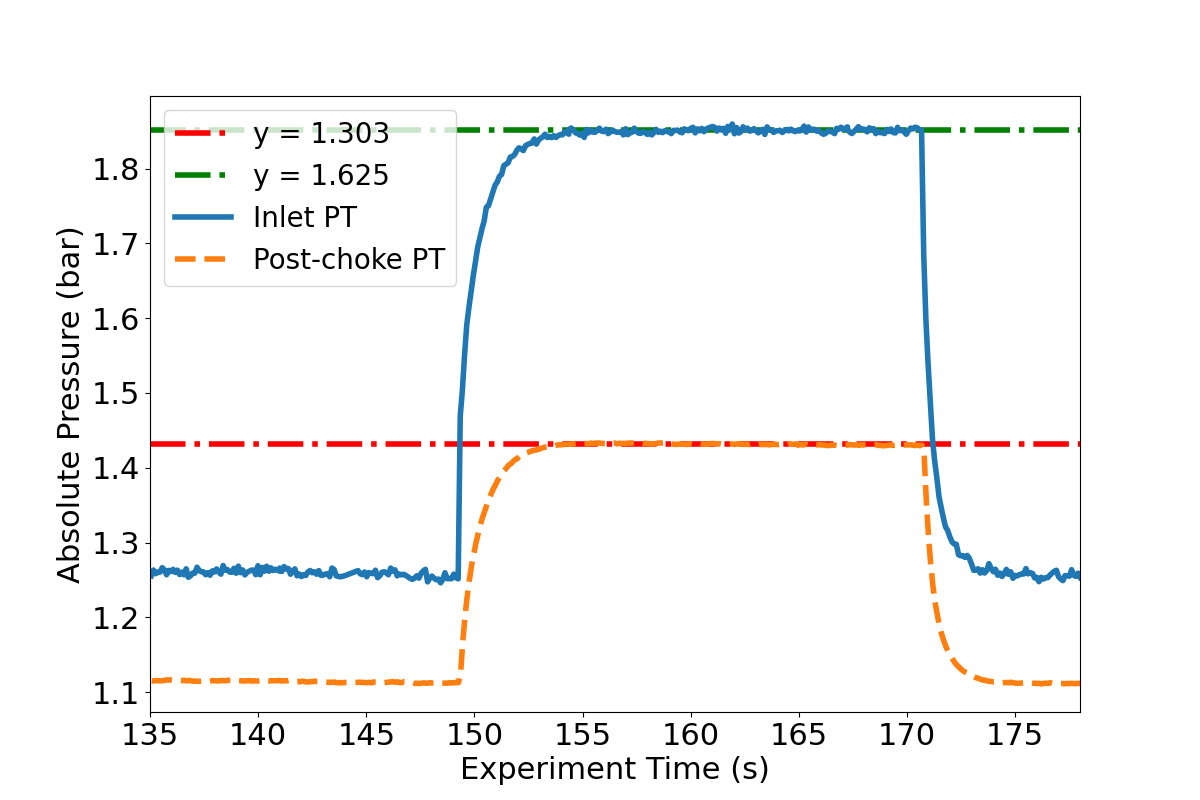 y = 1.303
y = 1.625
Inlet PT
Post-choke PT
Absolute Pressure (bar)
1.8
1.7
1.6
1.5
1.4
1.3
1.2
1.1
135 140 145 150 155 160 165 170 175
Experiment Time (s)